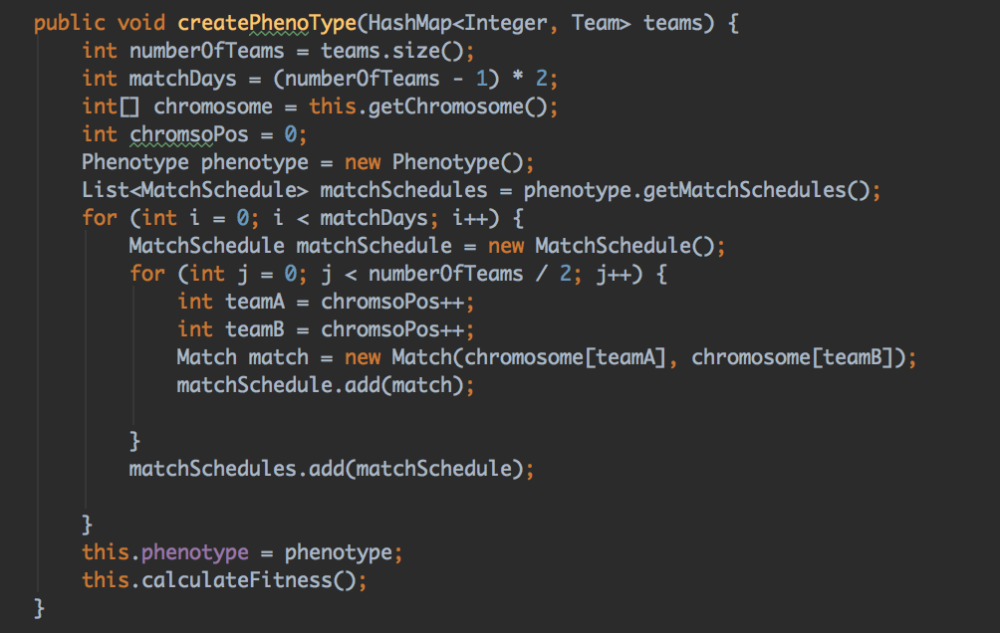 public void createPhenoType(HashMap<Integer, Team> teams) {
    int numberOfTeams = teams.size();
    int matchDays = (numberOfTeams - 1) * 2;
    int[] chromosome = this.getChromosome();
    int chromsoPos = 0;
    Phenotype phenotype = new Phenotype();
    List<MatchSchedule> matchSchedules = phenotype.getMatchSchedules();
    for (int i = 0; i < matchDays; i++) {
        MatchSchedule matchSchedule = new MatchSchedule();
        for (int j = 0; j < numberOfTeams / 2; j++) {
            int teamA = chromsoPos++;
            int teamB = chromsoPos++;
            Match match = new Match(chromosome[teamA], chromosome[teamB]);
            matchSchedule.add(match);
        }
        matchSchedules.add(matchSchedule);
    }
    this.phenotype = phenotype;
    this.calculateFitness();
}